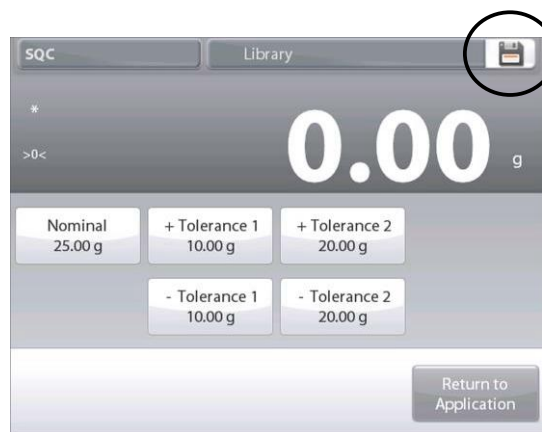 SQC
Library
*
>0<
0.00 g
Nominal
25.00 g
+ Tolerance 1
10.00 g
+ Tolerance 2
20.00 g
- Tolerance 1
10.00 g
- Tolerance 2
20.00 g
Return to
Application